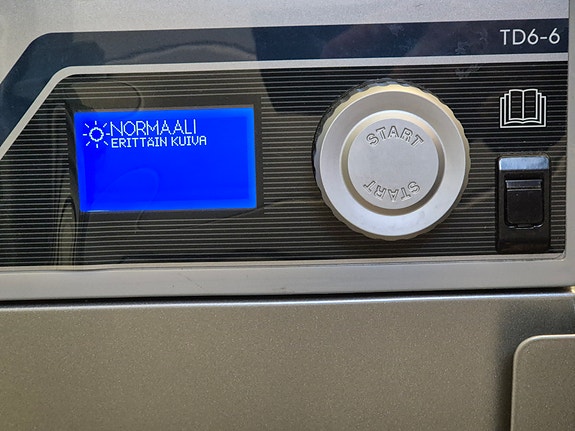 TD6-6
NORMAALI
ERITTÄIN KUIVA
START
START